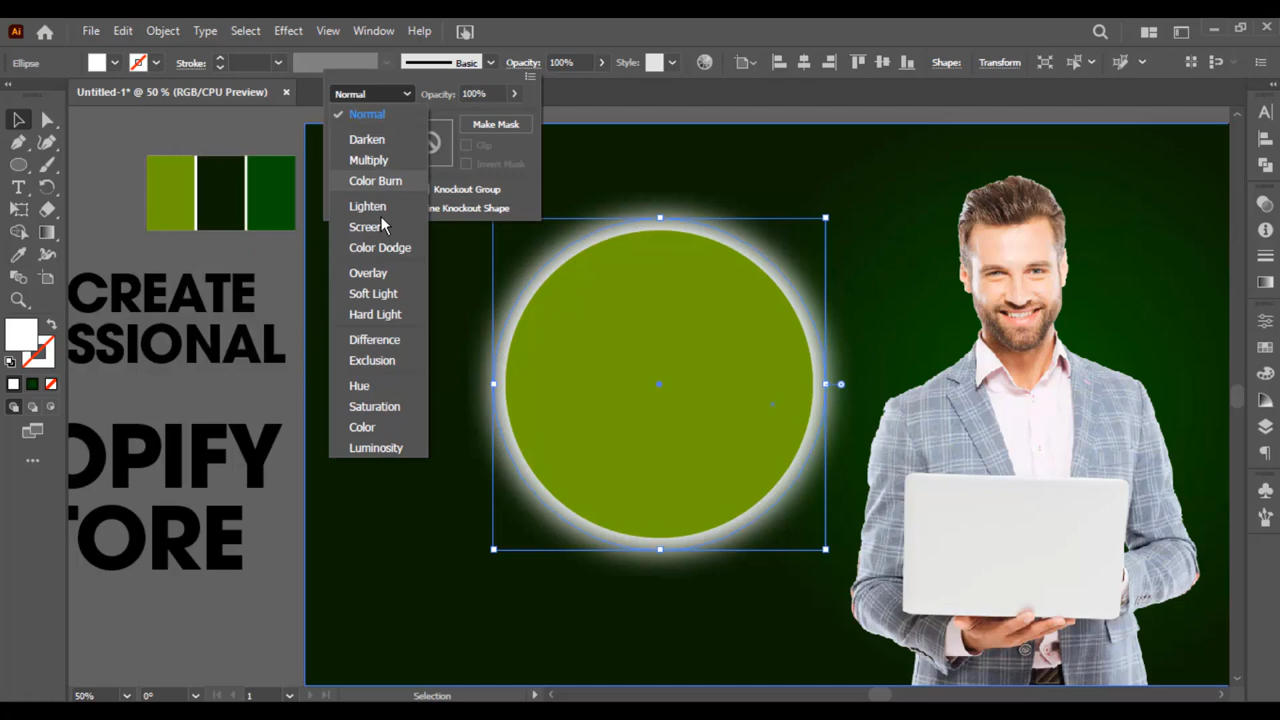 Ai File Edit Object Type Select Effect View Window Help
Ellipse Stroke: Basic Opacity: 100% Style: Shape: Transform
Untitled-1* @ 50 % (RGB/CPU Preview) ×
Normal Opacity: 100%
Normal
Make Mask
Darken
Clip
Multiply
Invert Mask
Color Burn
Knockout Group
Lighten
ine Knockout Shape
Screen
Color Dodge
Overlay
Soft Light
Hard Light
Difference
Exclusion
Hue
Saturation
Color
Luminosity
CREATE
SSIONAL
OPIFY
TORE
50% 0° 1 Selection